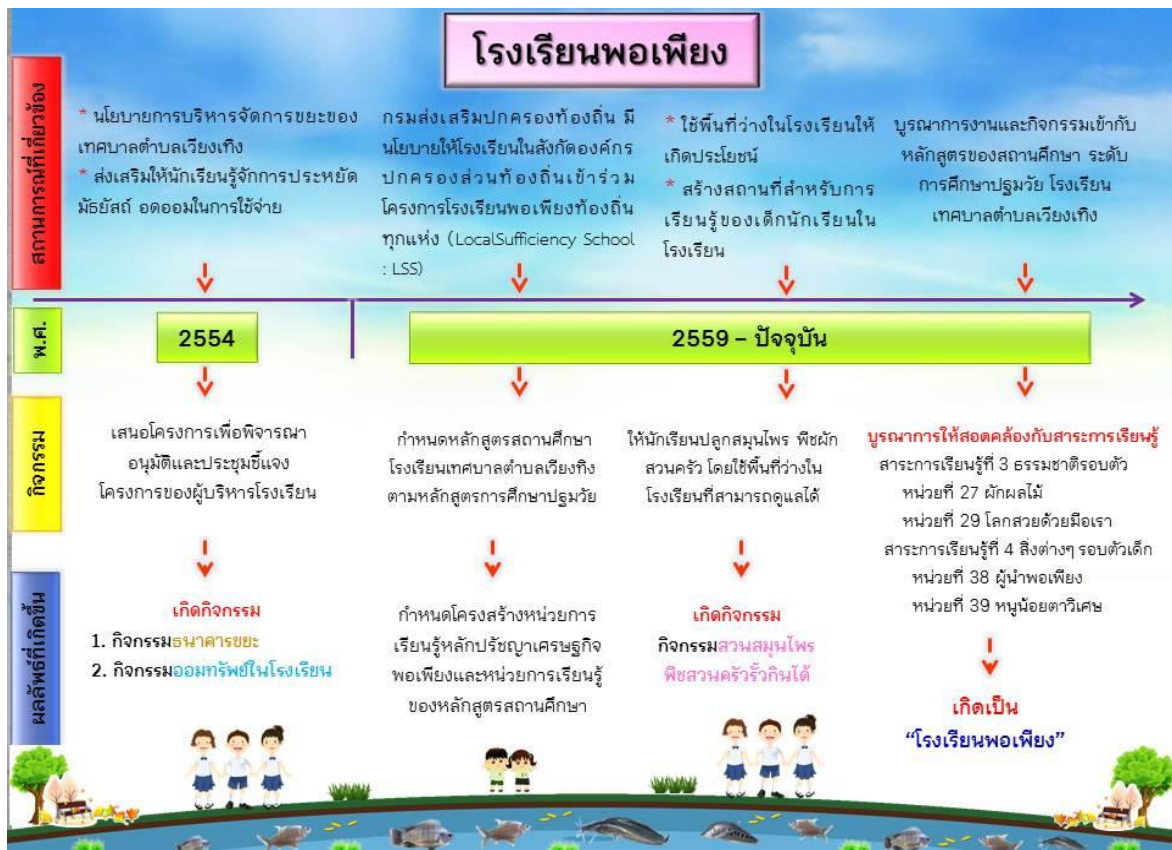 โรงเรียนพอเพียง
สถานการณ์ที่เกี่ยวข้อง
* นโยบายการบริหารจัดการขยะของ
เทศบาลตำบลเวียงเทิง
* ส่งเสริมให้นักเรียนรู้จักการประหยัด
มัธยัสถ์ อดออมในการใช้จ่าย
กรมส่งเสริมปกครองท้องถิ่น มี
นโยบายให้โรงเรียนในสังกัดองค์กร
ปกครองส่วนท้องถิ่นเข้าร่วม
โครงการโรงเรียนพอเพียงท้องถิ่น
ทุกแห่ง (LocalSufficiency School
: LSS)
* ใช้พื้นที่ว่างในโรงเรียนให้
เกิดประโยชน์
* สร้างสถานที่สำหรับการ
เรียนรู้ของเด็กนักเรียนใน
โรงเรียน
บูรณาการงานและกิจกรรมเข้ากับ
หลักสูตรของสถานศึกษา ระดับ
การศึกษาปฐมวัย โรงเรียน
เทศบาลตำบลเวียงเทิง
พ.ศ.
2554
2559 – ปัจจุบัน
กิจกรรม
เสนอโครงการเพื่อพิจารณา
อนุมัติและประชุมชี้แจง
โครงการของผู้บริหารโรงเรียน
กำหนดหลักสูตรสถานศึกษา
โรงเรียนเทศบาลตำบลเวียงทิง
ตามหลักสูตรการศึกษาปฐมวัย
ให้นักเรียนปลูกสมุนไพร พืชผัก
สวนครัว โดยใช้พื้นที่ว่างใน
โรงเรียนที่สามารถดูแลได้
บูรณาการให้สอดคล้องกับสาระการเรียนรู้
สาระการเรียนรู้ที่ 3 ธรรมชาติรอบตัว
หน่วยที่ 27 ผักผลไม้
หน่วยที่ 29 โลกสวยด้วยมือเรา
สาระการเรียนรู้ที่ 4 สิ่งต่างๆ รอบตัวเด็ก
หน่วยที่ 38 ผู้นำพอเพียง
หน่วยที่ 39 หนูน้อยตาวิเศษ
ผลลัพธ์ที่เกิดขึ้น
เกิดกิจกรรม
1. กิจกรรมธนาคารขยะ
2. กิจกรรมออมทรัพย์ในโรงเรียน
กำหนดโครงสร้างหน่วยการ
เรียนรู้หลักปรัชญาเศรษฐกิจ
พอเพียงและหน่วยการเรียนรู้
ของหลักสูตรสถานศึกษา
เกิดกิจกรรม
กิจกรรมสวนสมุนไพร
พืชสวนครัวรั้วกินได้
เกิดเป็น
“โรงเรียนพอเพียง”